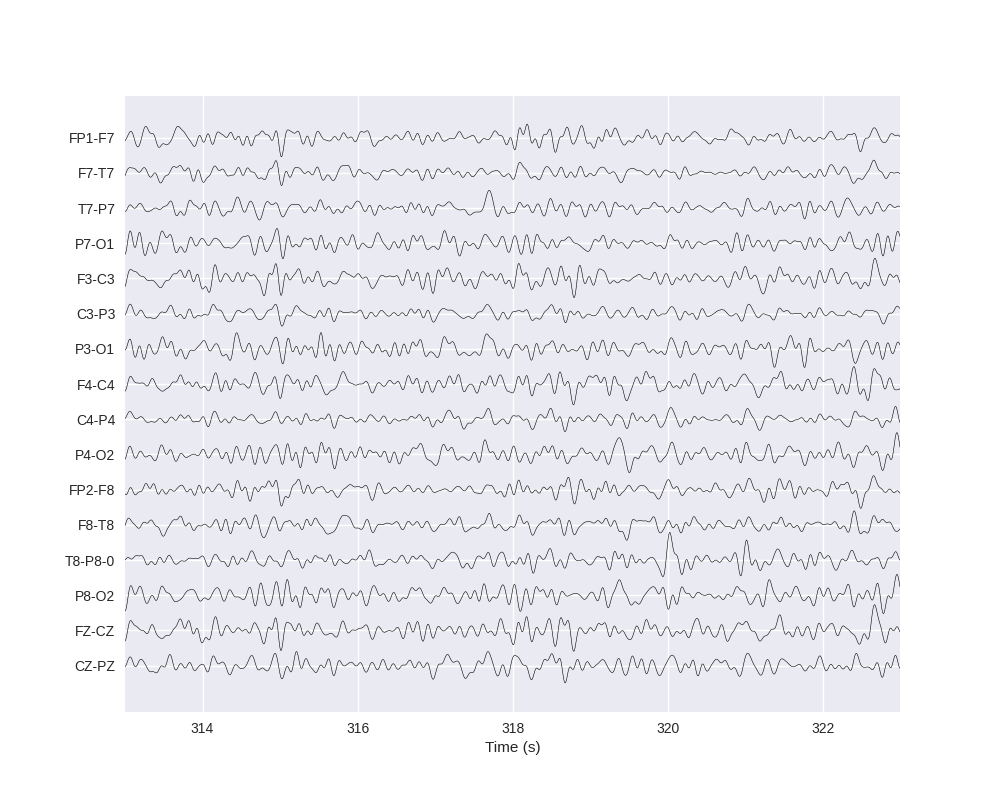 FP1-F7
F7-T7
T7-P7
P7-O1
F3-C3
C3-P3
P3-O1
F4-C4
C4-P4
P4-O2
FP2-F8
F8-T8
T8-P8-0
P8-O2
FZ-CZ
CZ-PZ
314 316 318 320 322
Time (s)